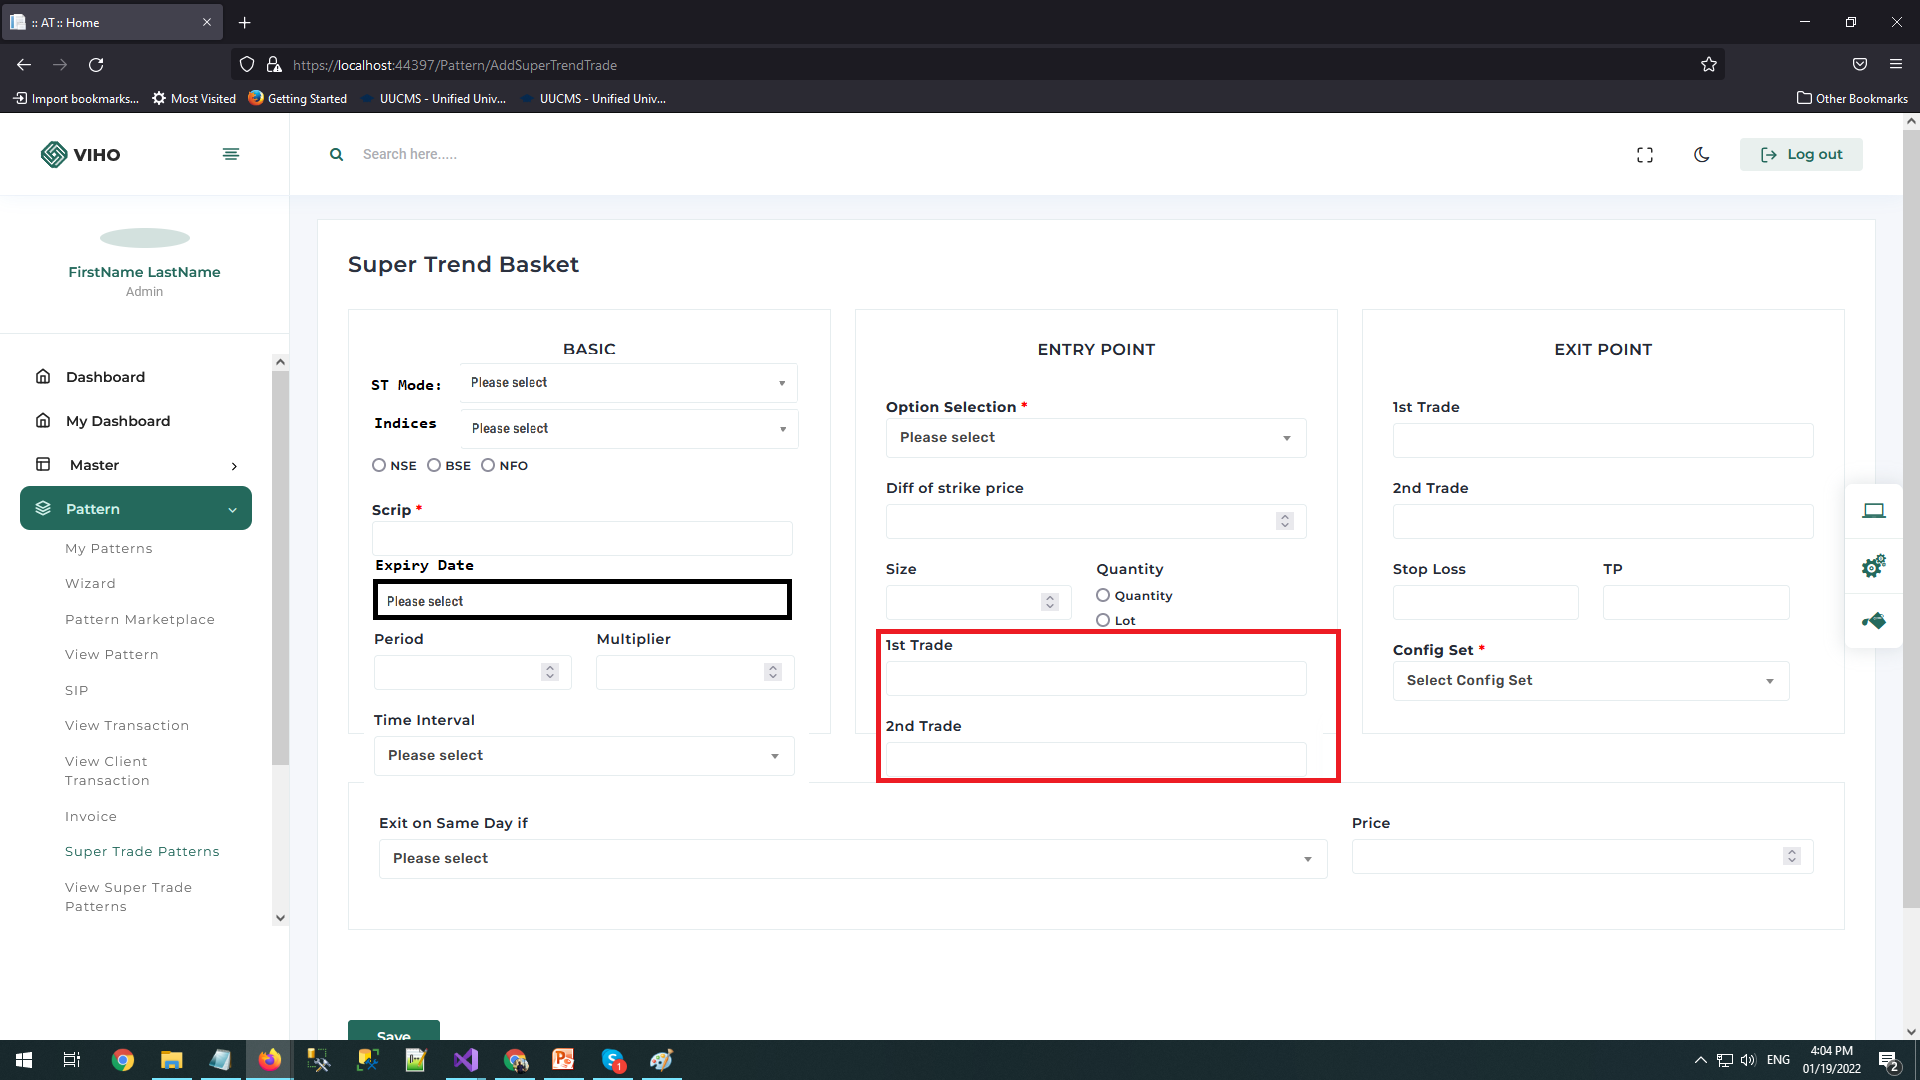 :: AT:: Home
https://localhost:44397/Pattern/AddSuperTrendTrade
Import bookmarks... Most Visited Getting Started UUCMS - Unified Univ... UUCMS - Unified Univ... Other Bookmarks
VIHO
Search here.....
Log out
FirstName LastName
Admin
Dashboard
My Dashboard
Master
Pattern
My Patterns
Wizard
Pattern Marketplace
View Pattern
SIP
View Transaction
View Client
Transaction
Invoice
Super Trade Patterns
View Super Trade
Patterns
Super Trend Basket
BASIC
ST Mode: Please select
Indices Please select
NSE BSE NFO
Scrip *
Expiry Date
Please select
Period Multiplier
Time Interval
Please select
ENTRY POINT
Option Selection *
Please select
Diff of strike price
Size Quantity
Quantity
Lot
1st Trade
2nd Trade
EXIT POINT
1st Trade
2nd Trade
Stop Loss TP
Config Set *
Select Config Set
Exit on Same Day if Price
Please select
Save
ENG
4:04 PM
01/19/2022
1
2